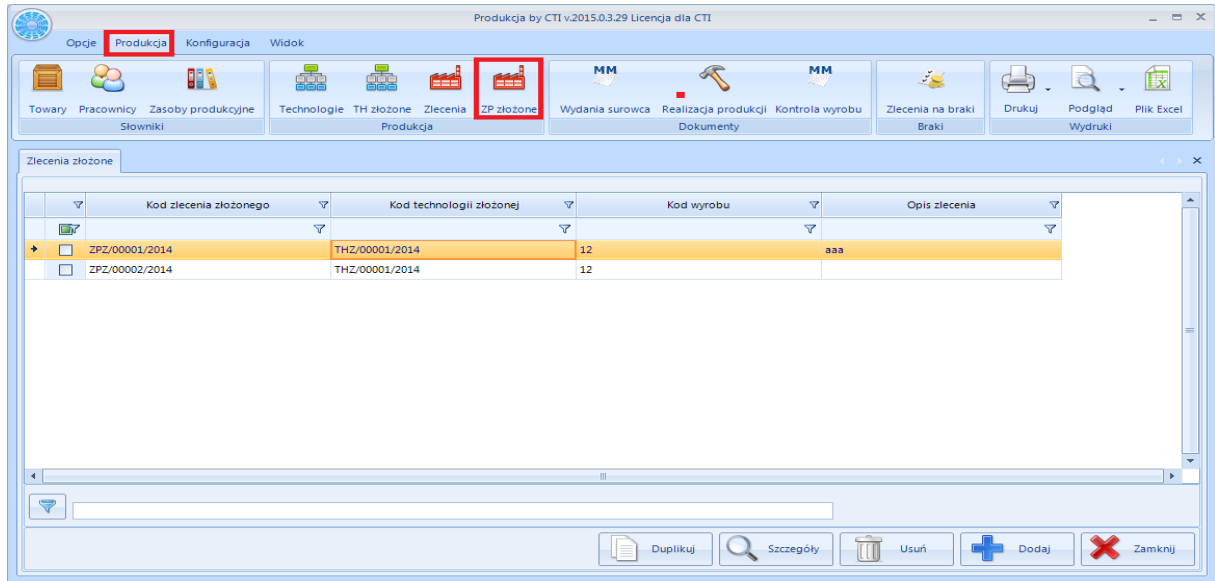 Produkcja by CTI v.2015.0.3.29 Licencja dla CTI
Opcje Produkcja Konfiguracja Widok
MM MM
Towary Pracownicy Zasoby produkcyjne Technologie TH złożone Zlecenia ZP złożone Wydania surowca Realizacja produkcji Kontrola wyrobu Zlecenia na braki Drukuj Podgląd Plik Excel
Słowniki Produkcja Dokumenty Braki Wydruki
Zlecenia złożone
Kod zlecenia złożonego Kod technologii złożonej Kod wyrobu Opis zlecenia
ZPZ/00001/2014 THZ/00001/2014 12 aaa
ZPZ/00002/2014 THZ/00001/2014 12
Duplikuj Szczegóły Usuń Dodaj Zamknij